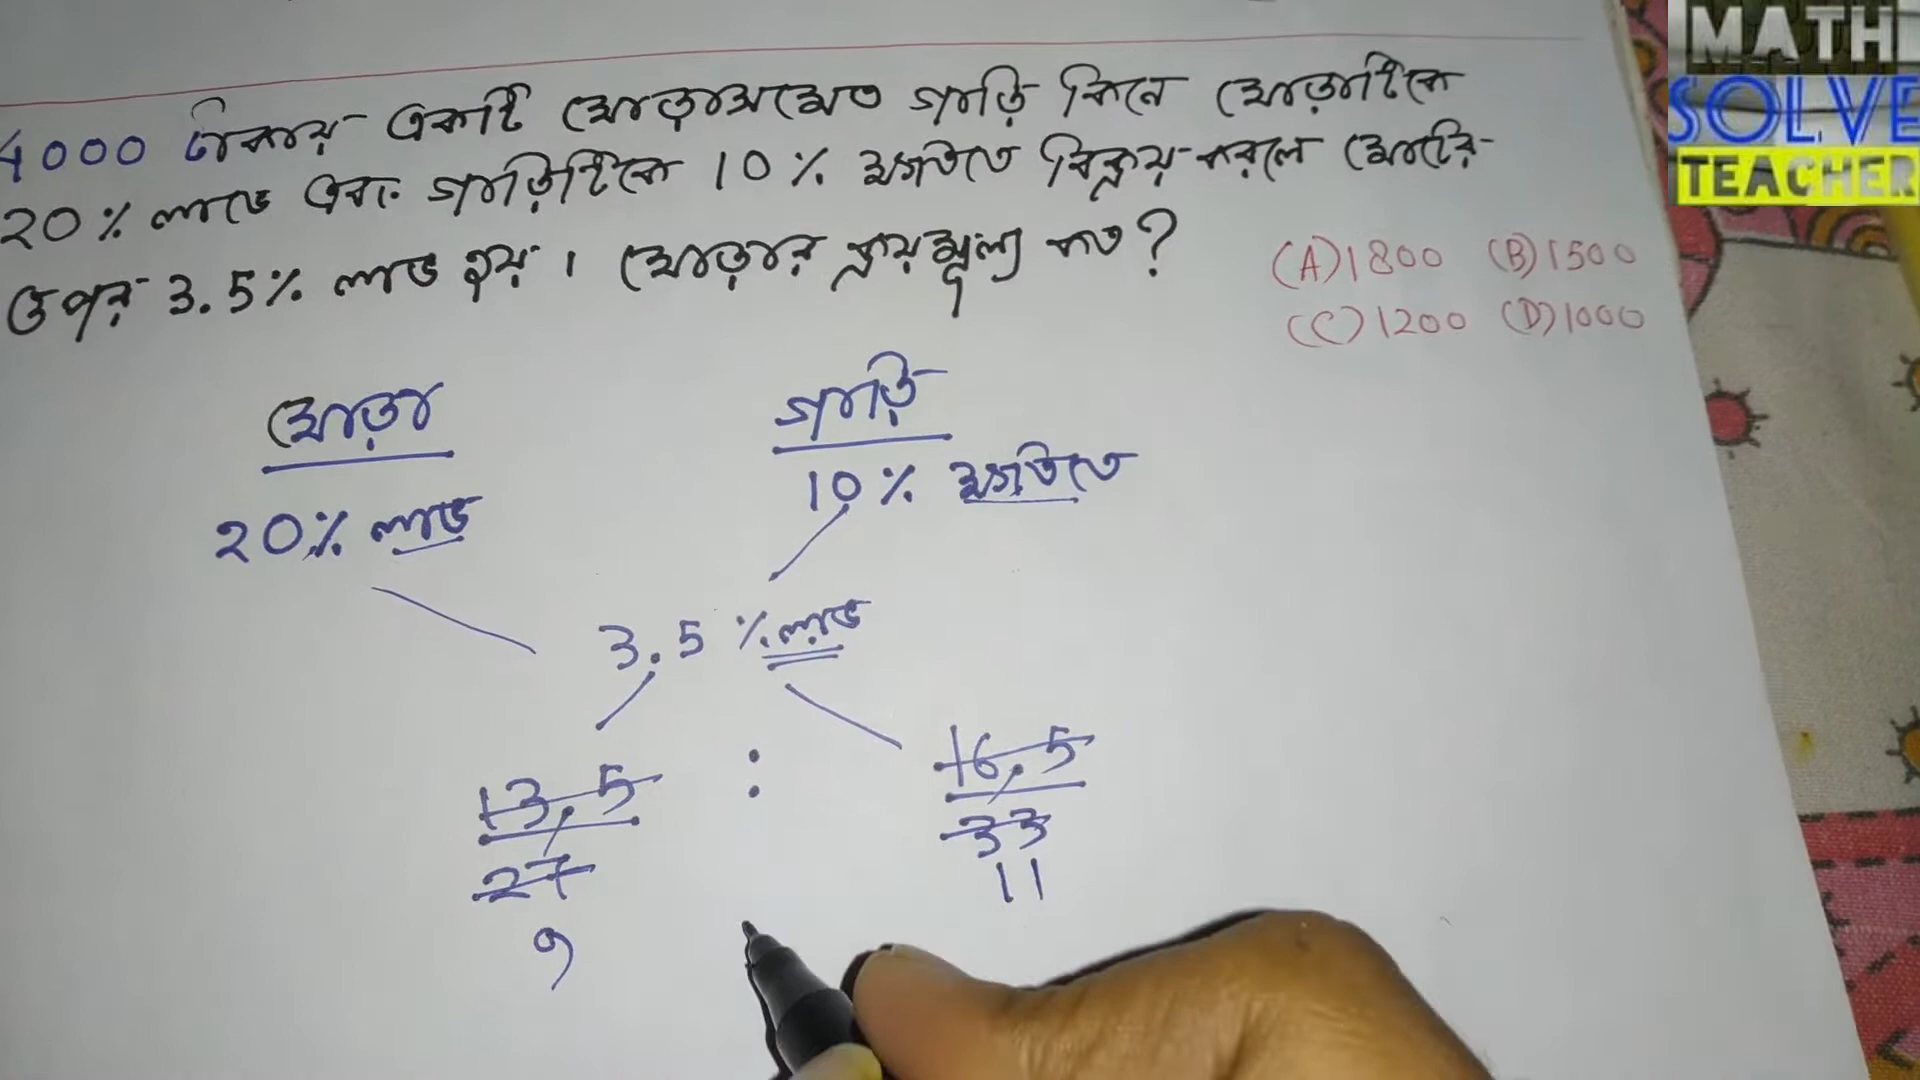 4000 টাকায় একটি ঘোড়াসমেত গাড়ি কিনে ঘোড়াটিকে
20% লাভে এবং গাড়িটিকে 10% ক্ষতিতে বিক্রয় করলে মোটের
উপর 3.5% লাভ হয়। ঘোড়ার ক্রয়মূল্য কত?
(A) 1800 (B) 1500
(C) 1200 (D) 1000
ঘোড়া গাড়ি
20% লাভ 10% ক্ষতিতে
3.5% লাভ
13.5 : 16.5
27 33
9 11
MATH
SOLVE
TEACHER